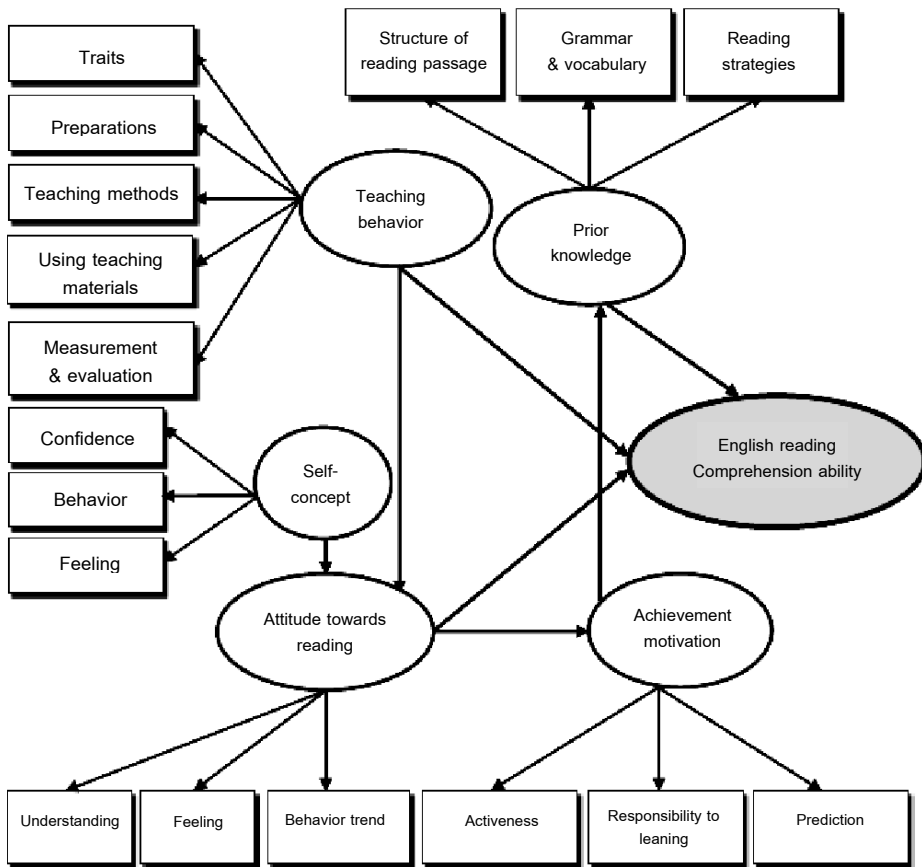 Traits
Preparations
Teaching methods
Using teaching
materials
Measurement
& evaluation
Confidence
Behavior
Feeling
Structure of
reading passage
Grammar
& vocabulary
Reading
strategies
Teaching
behavior
Prior
knowledge
Self-
concept
English reading
Comprehension ability
Attitude towards
reading
Achievement
motivation
Understanding
Feeling
Behavior trend
Activeness
Responsibility to
leaning
Prediction